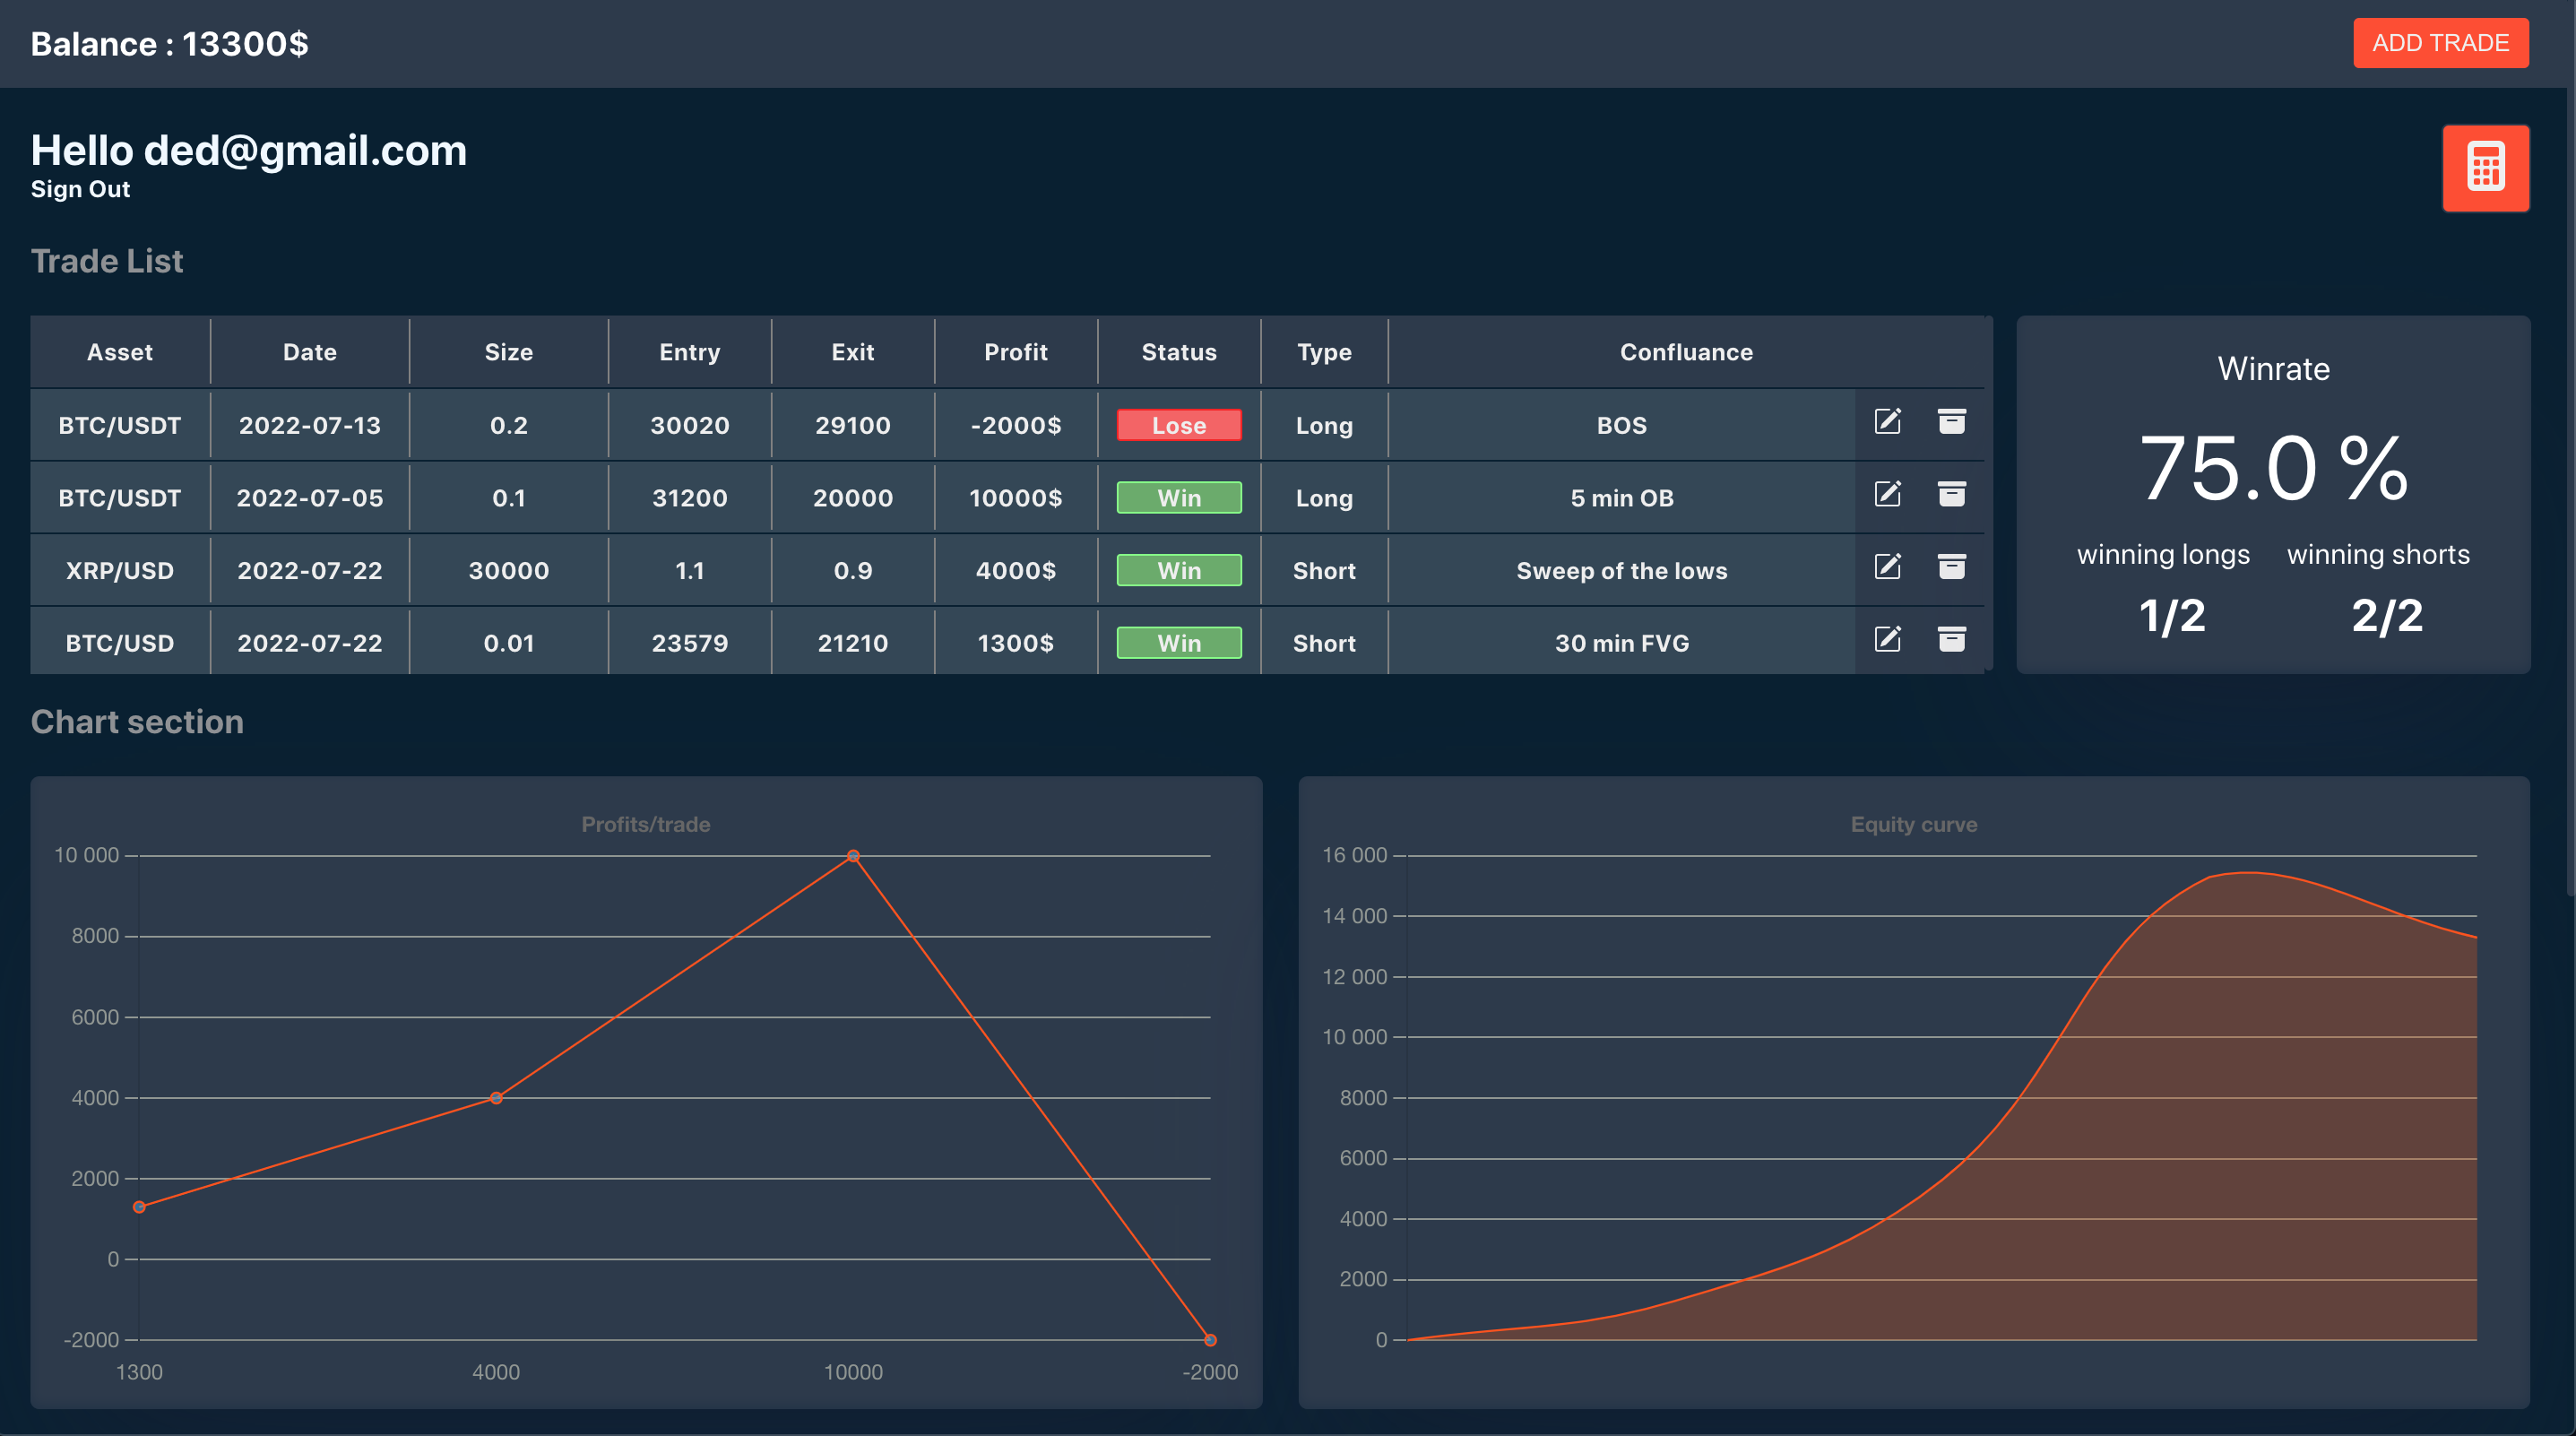 Balance : 13300$
ADD TRADE
Hello ded@gmail.com
Sign Out
Trade List
Asset Date Size Entry Exit Profit Status Type Confluance
BTC/USDT 2022-07-13 0.2 30020 29100 -2000$ Lose Long BOS
BTC/USDT 2022-07-05 0.1 31200 20000 10000$ Win Long 5 min OB
XRP/USD 2022-07-22 30000 1.1 0.9 4000$ Win Short Sweep of the lows
BTC/USD 2022-07-22 0.01 23579 21210 1300$ Win Short 30 min FVG
Winrate
75.0 %
winning longs winning shorts
1/2 2/2
Chart section
Profits/trade
10 000
8000
6000
4000
2000
0
-2000
1300 4000 10000 -2000
Equity curve
16 000
14 000
12 000
10 000
8000
6000
4000
2000
0